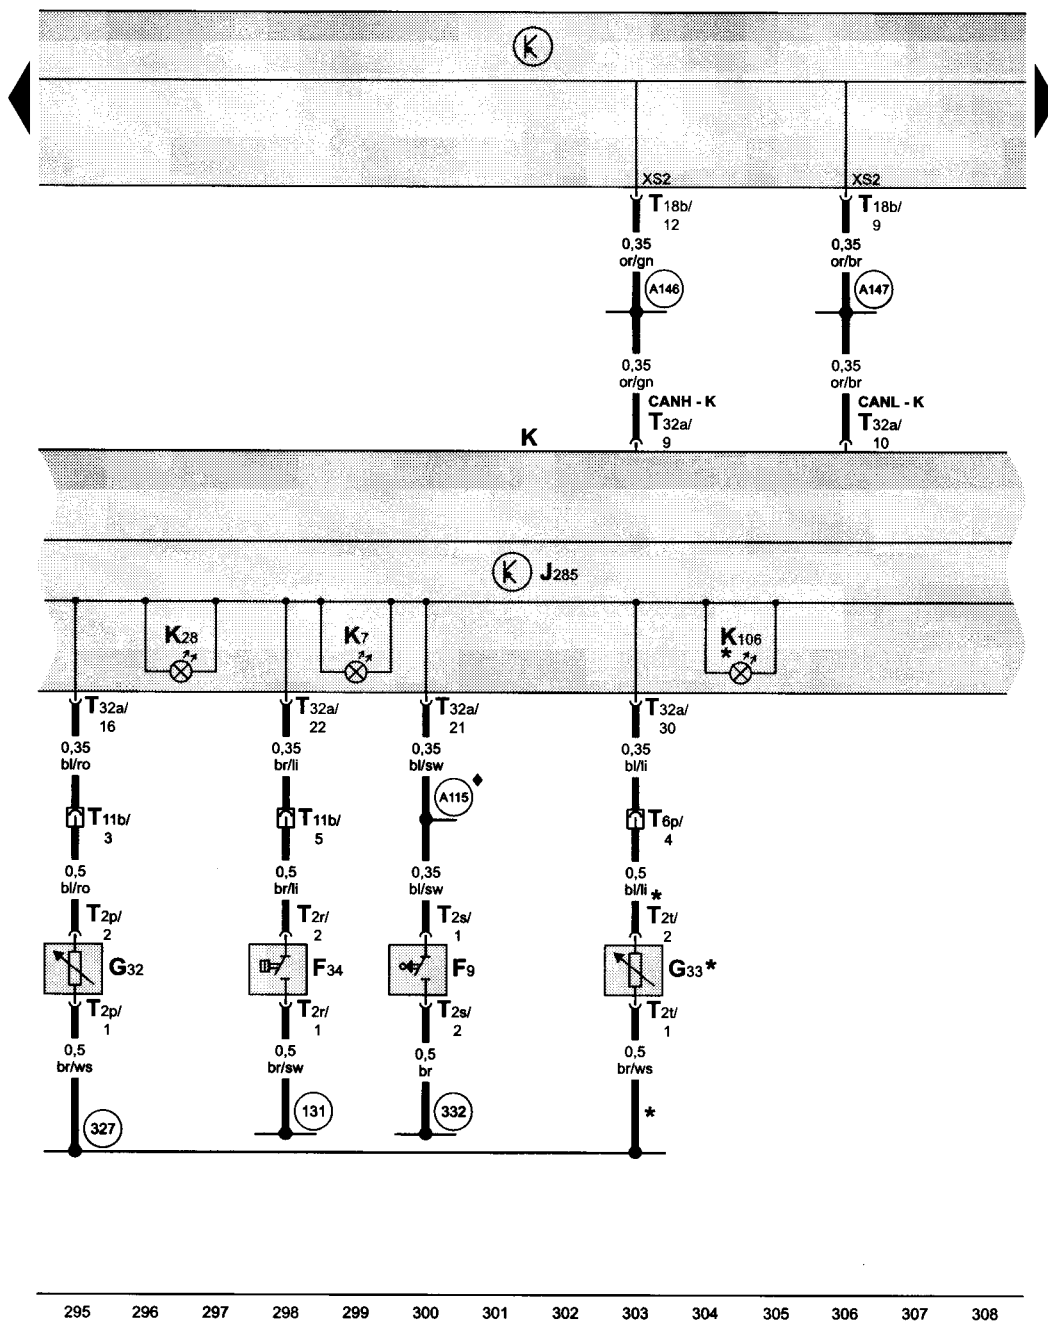 XS2 XS2
T18b/ T18b/
12 9
0,35 0,35
or/gn or/br
A146 A147
0,35 0,35
or/gn or/br
CANH - K CANL - K
T32a/ T32a/
9 10
K
J285
K28 K7 K106
*
T32a/ T32a/ T32a/ T32a/
16 22 21 30
0,35 0,35 0,35 0,35
bl/ro br/li bl/sw bl/li
A115
T11b/ T11b/ T6p/
3 5 4
0,5 0,5 0,35 0,5
bl/ro br/li bl/sw bl/li *
T2p/ T2r/ T2s/ T2t/
2 2 1 2
G32 F34 F9 G33*
T2p/ T2r/ T2s/ T2t/
1 1 2 1
0,5 0,5 0,5 0,5
br/ws br/sw br br/ws
327 131 332 *
295 296 297 298 299 300 301 302 303 304 305 306 307 308